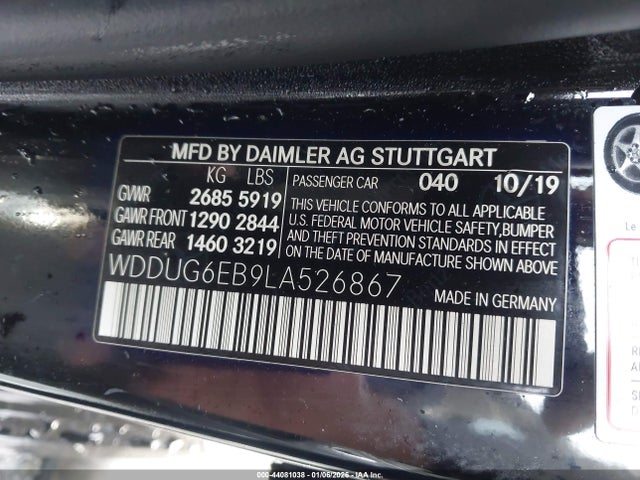 MFD BY DAIMLER AG STUTTGART
KG LBS
GVWR 2685 5919
GAWR FRONT 1290 2844
GAWR REAR 1460 3219
PASSENGER CAR 040 10/19
THIS VEHICLE CONFORMS TO ALL APPLICABLE
U.S. FEDERAL MOTOR VEHICLE SAFETY,BUMPER
AND THEFT PREVENTION STANDARDS IN EFFECT
ON THE DATE OF MANUFACTURE SHOWN ABOVE
WDDUG6EB9LA526867
MADE IN GERMANY
Le
000-44081038 - 01/06/2026 - IAA Inc.